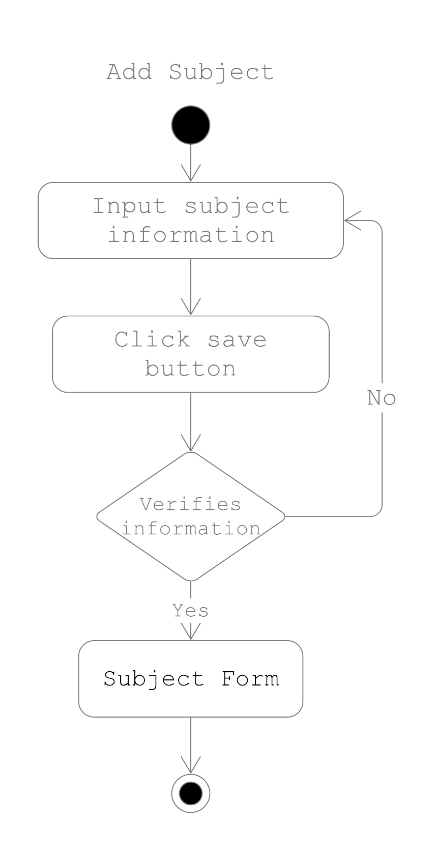 Add Subject
Input subject
information
Click save
button
No
Verifies
information
Yes
Subject Form